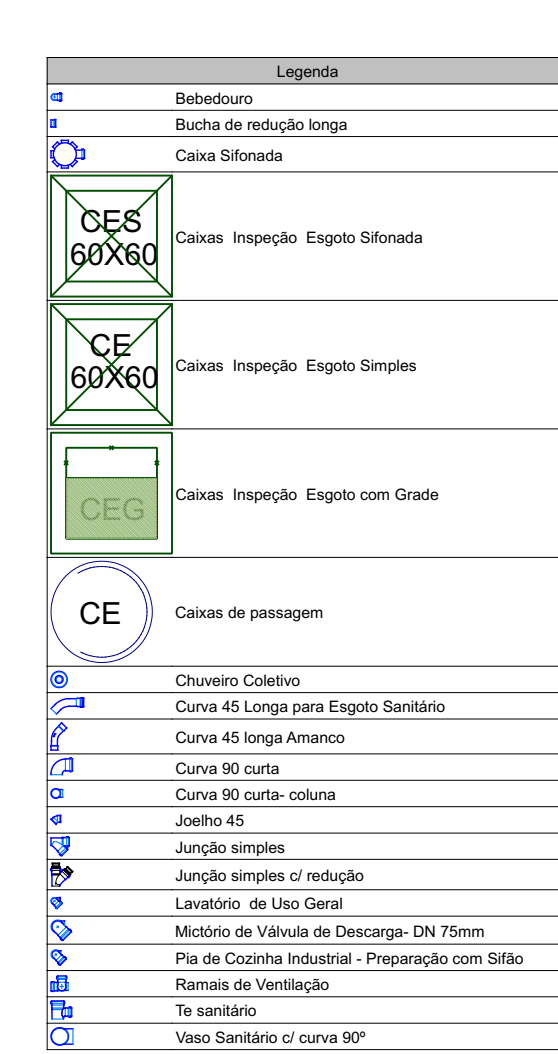 Legenda
Bebedouro
Bucha de redução longa
Caixa Sifonada
CES
60X60
Caixas Inspeção Esgoto Sifonada
CE
60X60
Caixas Inspeção Esgoto Simples
CEG
Caixas Inspeção Esgoto com Grade
CE
Caixas de passagem
Chuveiro Coletivo
Curva 45 Longa para Esgoto Sanitário
Curva 45 longa Amanco
Curva 90 curta
Curva 90 curta- coluna
Joelho 45
Junção simples
Junção simples c/ redução
Lavatório de Uso Geral
Mictório de Válvula de Descarga- DN 75mm
Pia de Cozinha Industrial - Preparação com Sifão
Ramais de Ventilação
Te sanitário
Vaso Sanitário c/ curva 90º